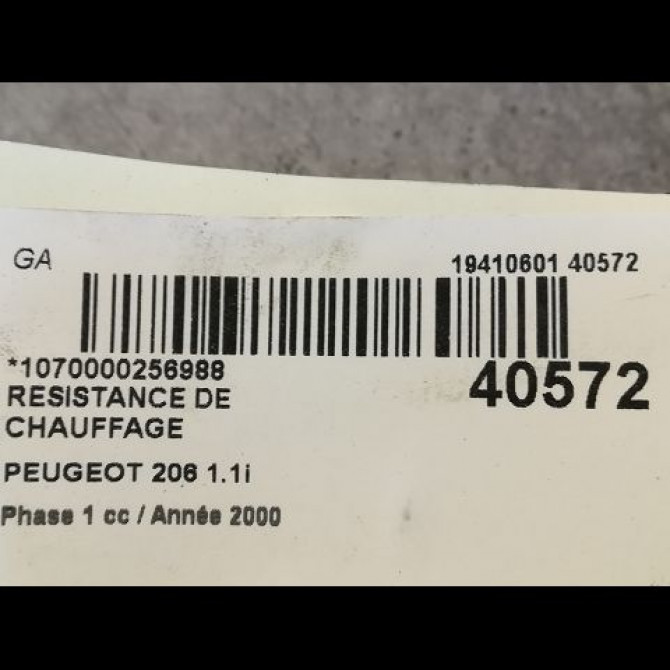 GA
19410601 40572
*1070000256988
40572
RESISTANCE DE
CHAUFFAGE
PEUGEOT 206 1.1i
Phase 1 cc / Année 2000